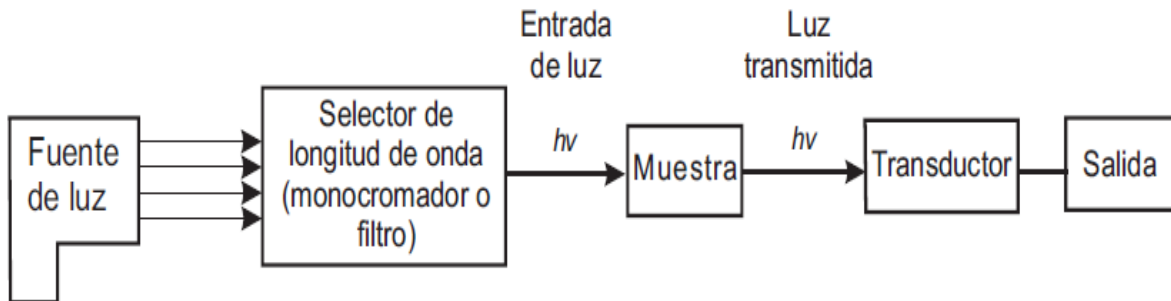 Fuente
de luz
Selector de
longitud de onda
(monocromador o
filtro)
Entrada
de luz
hv
Muestra
Luz
transmitida
hv
Transductor
Salida